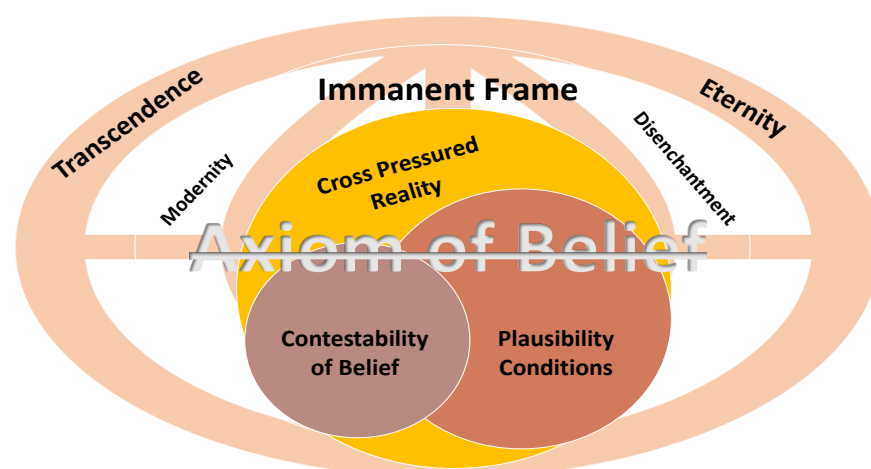 Transcendence
Immanent Frame
Eternity
Modernity
Disenchantment
Cross Pressured
Reality
Axiom of Belief
Contestability
of Belief
Plausibility
Conditions